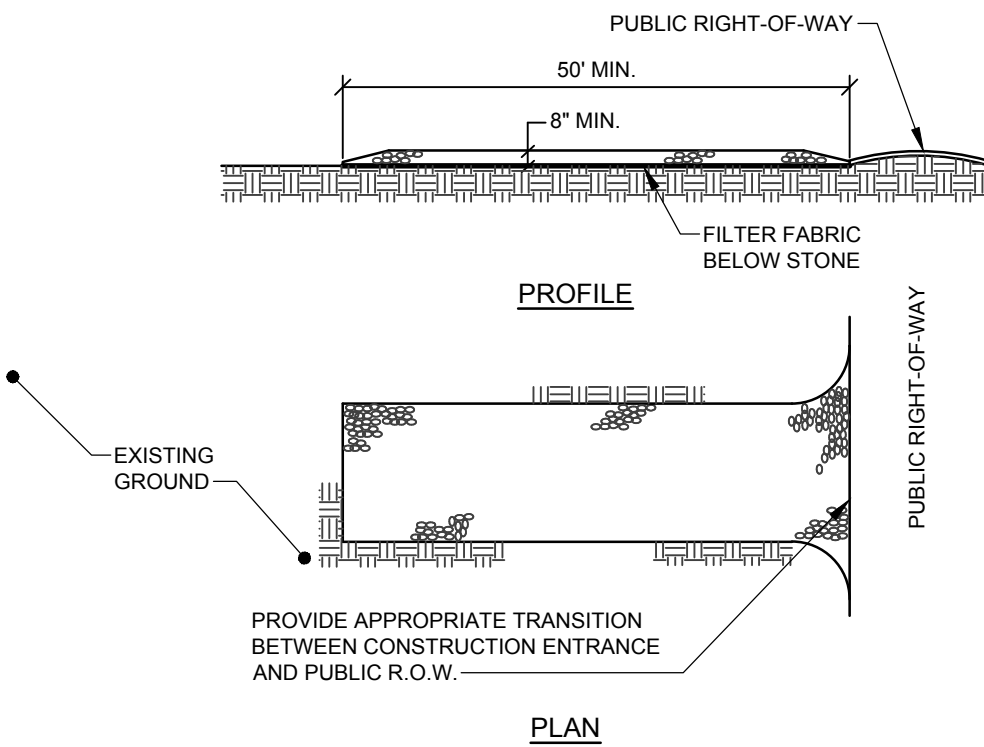 PUBLIC RIGHT-OF-WAY
50' MIN.
8" MIN.
FILTER FABRIC
BELOW STONE
PROFILE
PUBLIC RIGHT-OF-WAY
EXISTING
GROUND
PROVIDE APPROPRIATE TRANSITION
BETWEEN CONSTRUCTION ENTRANCE
AND PUBLIC R.O.W.
PLAN